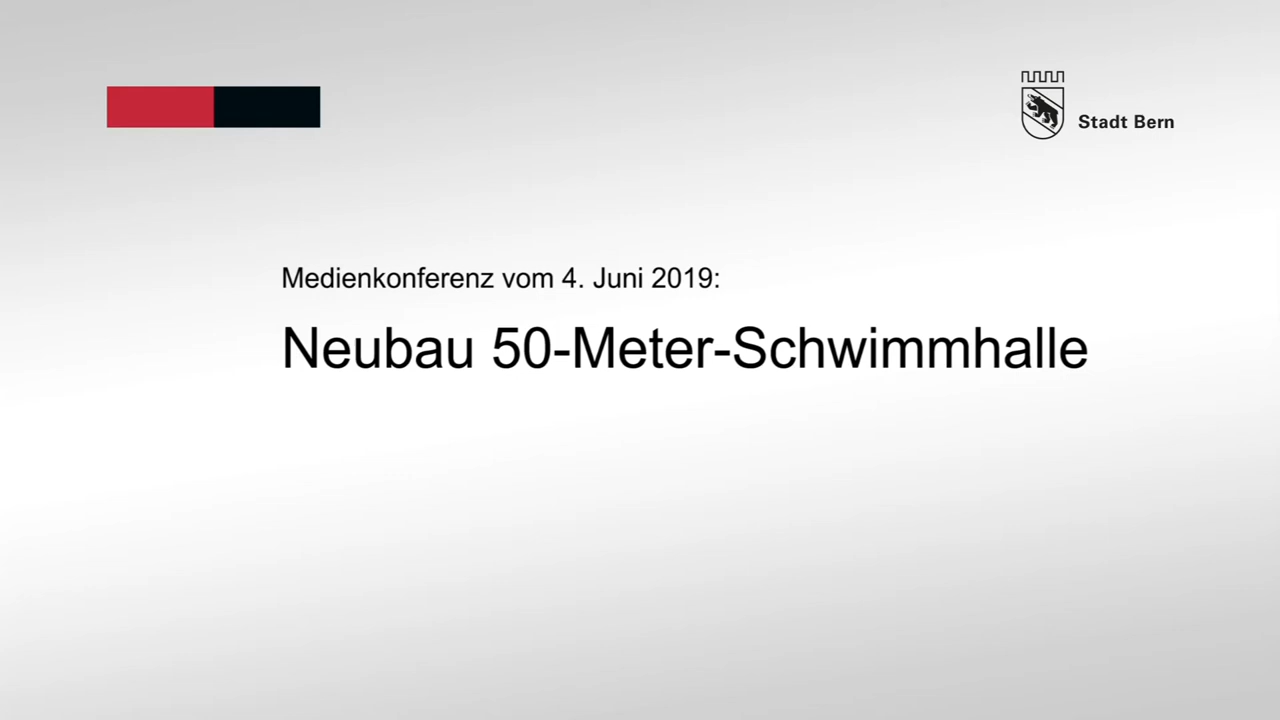 Stadt Bern
Medienkonferenz vom 4. Juni 2019:
Neubau 50-Meter-Schwimmhalle